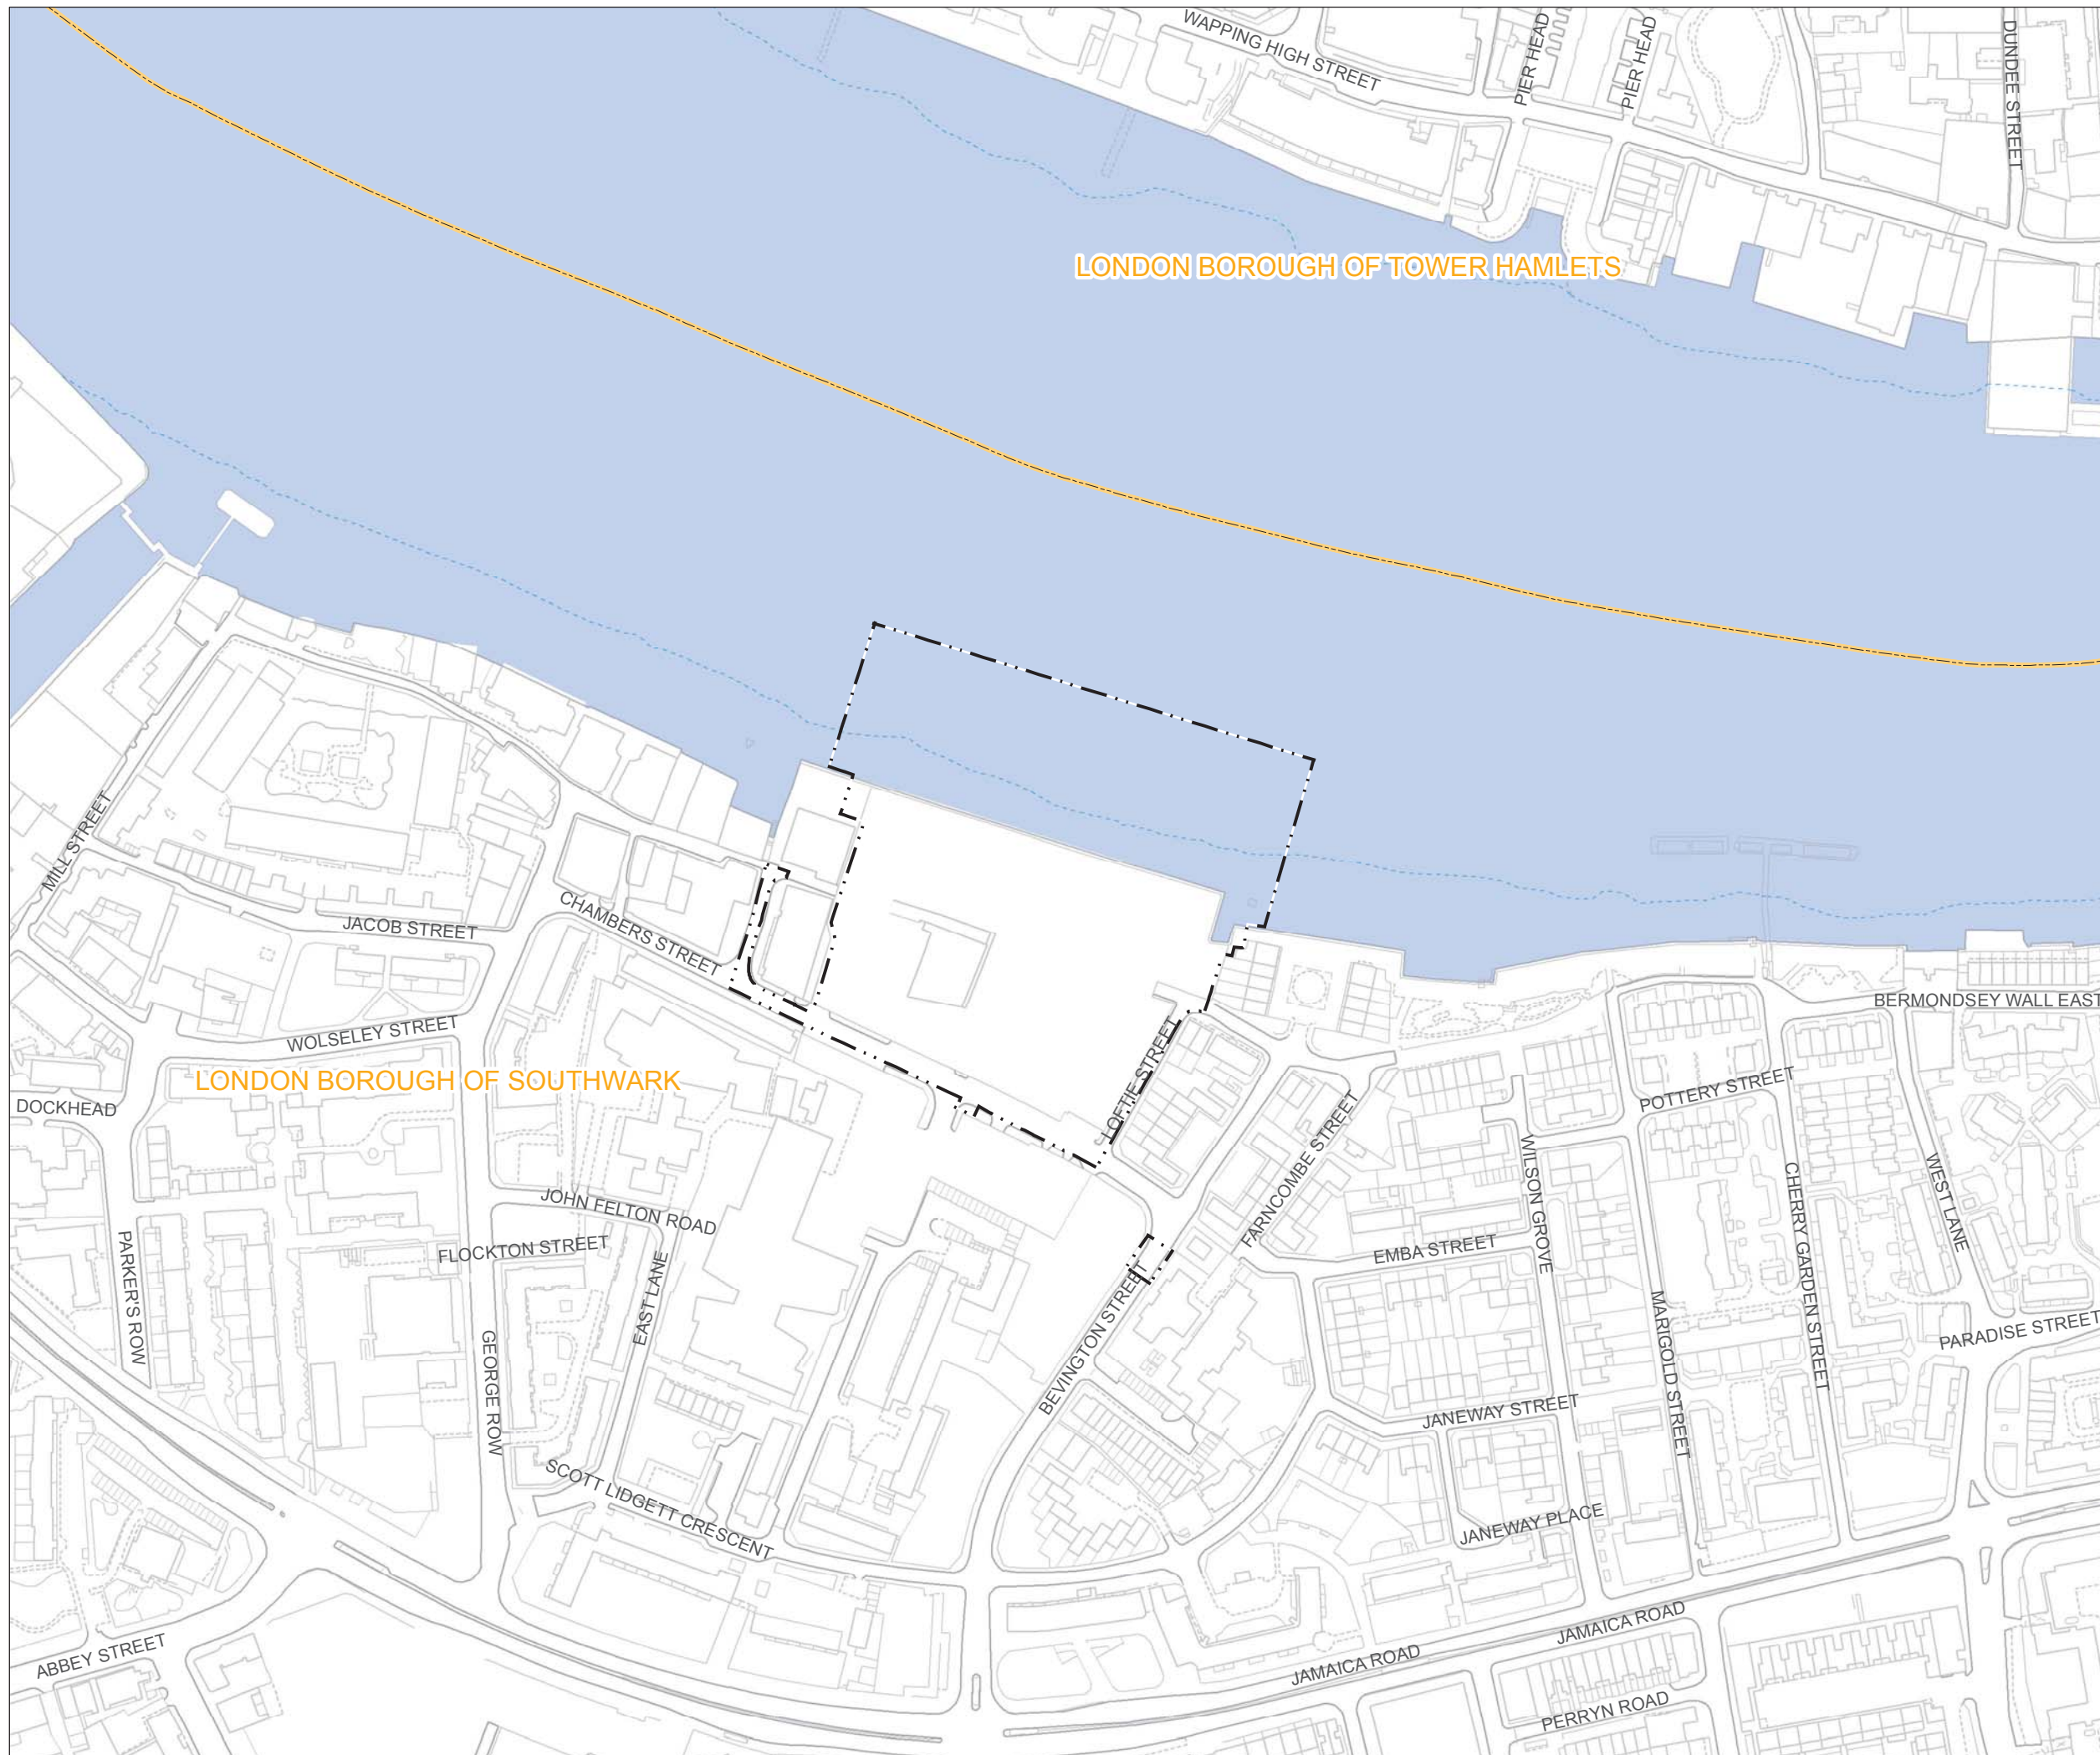 WAPPING HIGH STREET
PIER HEAD
PIER HEAD
DUNDEE STREET
LONDON BOROUGH OF TOWER HAMLETS
MILL STREET
JACOB STREET
CHAMBERS STREET
BERMONDSEY WALL EAST
WOLSELEY STREET
LONDON BOROUGH OF SOUTHWARK
LOFTIE STREET
POTTERY STREET
DOCKHEAD
FARNCOMBE STREET
WILSON GROVE
CHERRY GARDEN STREET
WEST LANE
JOHN FELTON ROAD
FLOCKTON STREET
EMBA STREET
PARKER'S ROW
EAST LANE
BEVINGTON STREET
MARIGOLD STREET
PARADISE STREET
GEORGE ROW
JANEWAY STREET
SCOTT LIDGETT CRESCENT
JANEWAY PLACE
ABBEY STREET
JAMAICA ROAD
JAMAICA ROAD
PERRYN ROAD